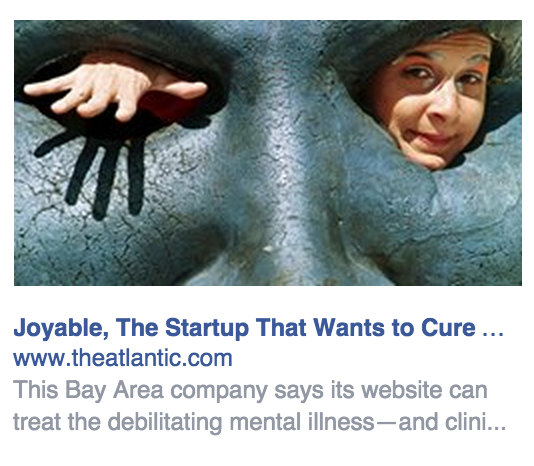 Joyable, The Startup That Wants to Cure ...
www.theatlantic.com
This Bay Area company says its website can
treat the debilitating mental illness—and clini...